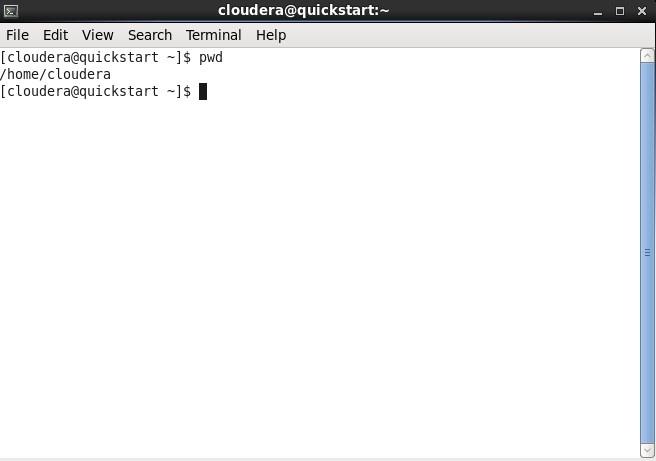 cloudera@quickstart:~
File Edit View Search Terminal Help
[cloudera@quickstart ~]$ pwd
/home/cloudera
[cloudera@quickstart ~]$